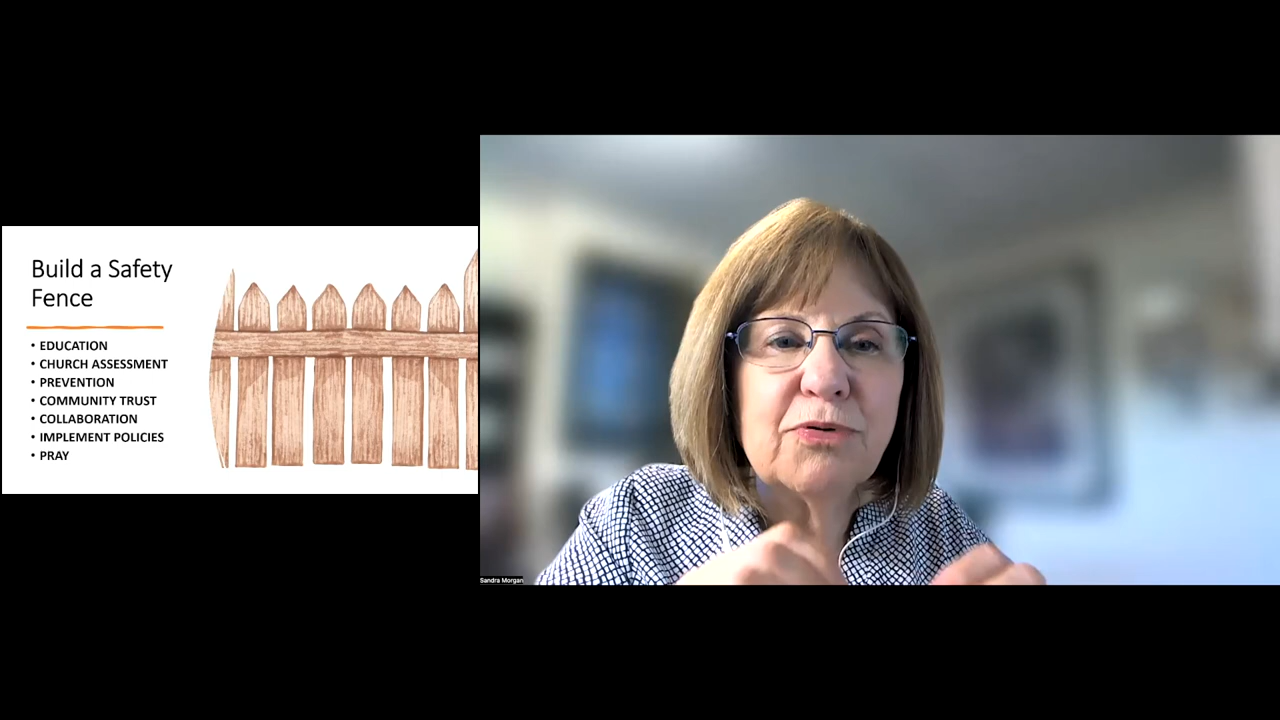 Build a Safety
Fence
• EDUCATION
• CHURCH ASSESSMENT
• PREVENTION
• COMMUNITY TRUST
• COLLABORATION
• IMPLEMENT POLICIES
• PRAY
Sandra Morgan